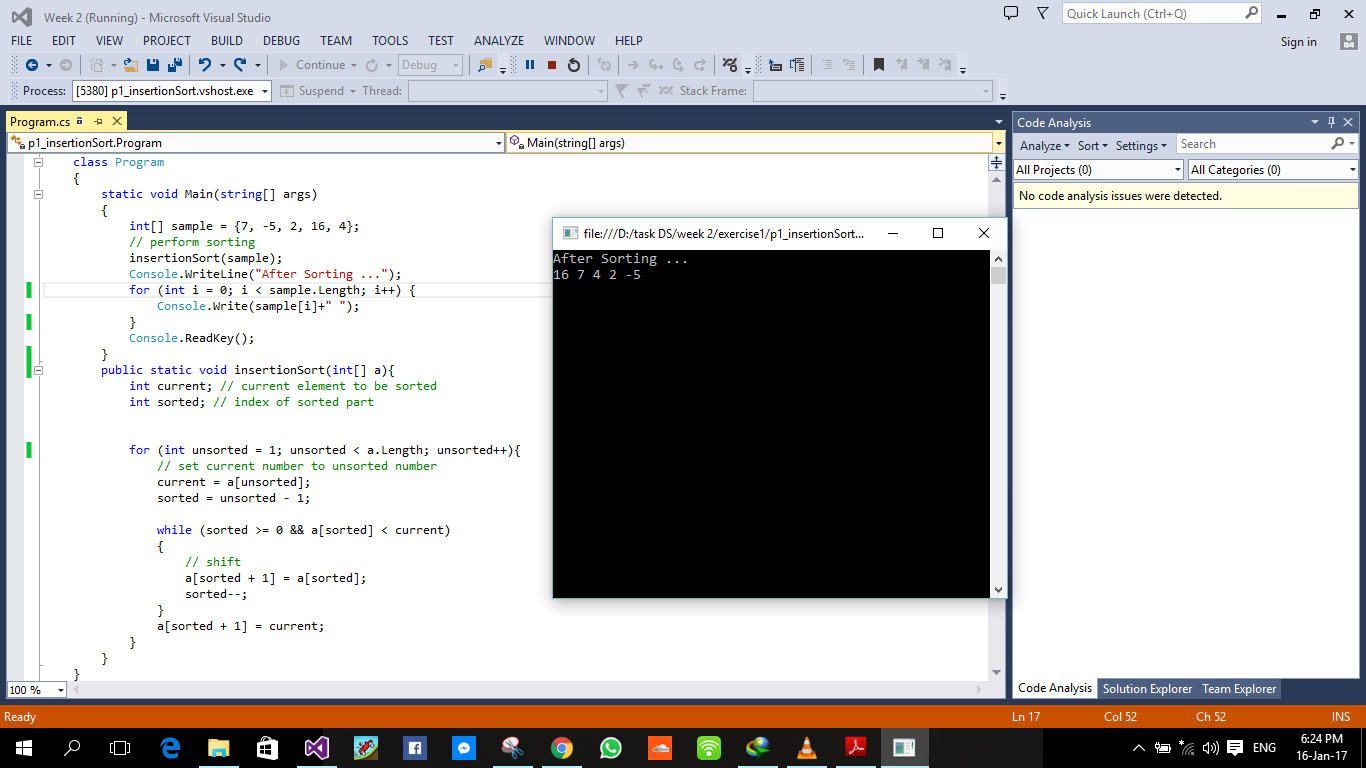 Week 2 (Running) - Microsoft Visual Studio
Quick Launch (Ctrl+Q)
FILE EDIT VIEW PROJECT BUILD DEBUG TEAM TOOLS TEST ANALYZE WINDOW HELP
Sign in
Continue Debug
Process: [5380] p1_insertionSort.vshost.exe Suspend Thread: Stack Frame:
Program.cs
p1_insertionSort.Program
Main(string[] args)
class Program
{
static void Main(string[] args)
{
int[] sample = {7, -5, 2, 16, 4};
// perform sorting
insertionSort(sample);
Console.WriteLine("After Sorting ...");
for (int i = 0; i < sample.Length; i++) {
Console.Write(sample[i]+" ");
}
Console.ReadKey();
}
public static void insertionSort(int[] a){
int current; // current element to be sorted
int sorted; // index of sorted part
for (int unsorted = 1; unsorted < a.Length; unsorted++){
// set current number to unsorted number
current = a[unsorted];
sorted = unsorted - 1;
while (sorted >= 0 && a[sorted] < current)
{
// shift
a[sorted + 1] = a[sorted];
sorted--;
}
a[sorted + 1] = current;
}
}
}
100 %
file:///D:/task DS/week 2/exercise1/p1_insertionSort...
After Sorting ...
16 7 4 2 -5
Code Analysis
Analyze Sort Settings Search
All Projects (0) All Categories (0)
No code analysis issues were detected.
Code Analysis Solution Explorer Team Explorer
Ready Ln 17 Col 52 Ch 52 INS
ENG
6:24 PM
16-Jan-17